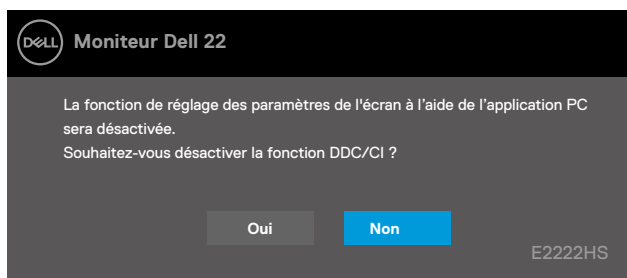 DELL Moniteur Dell 22
La fonction de réglage des paramètres de l'écran à l'aide de l'application PC
sera désactivée.
Souhaitez-vous désactiver la fonction DDC/CI ?
Oui Non
E2222HS